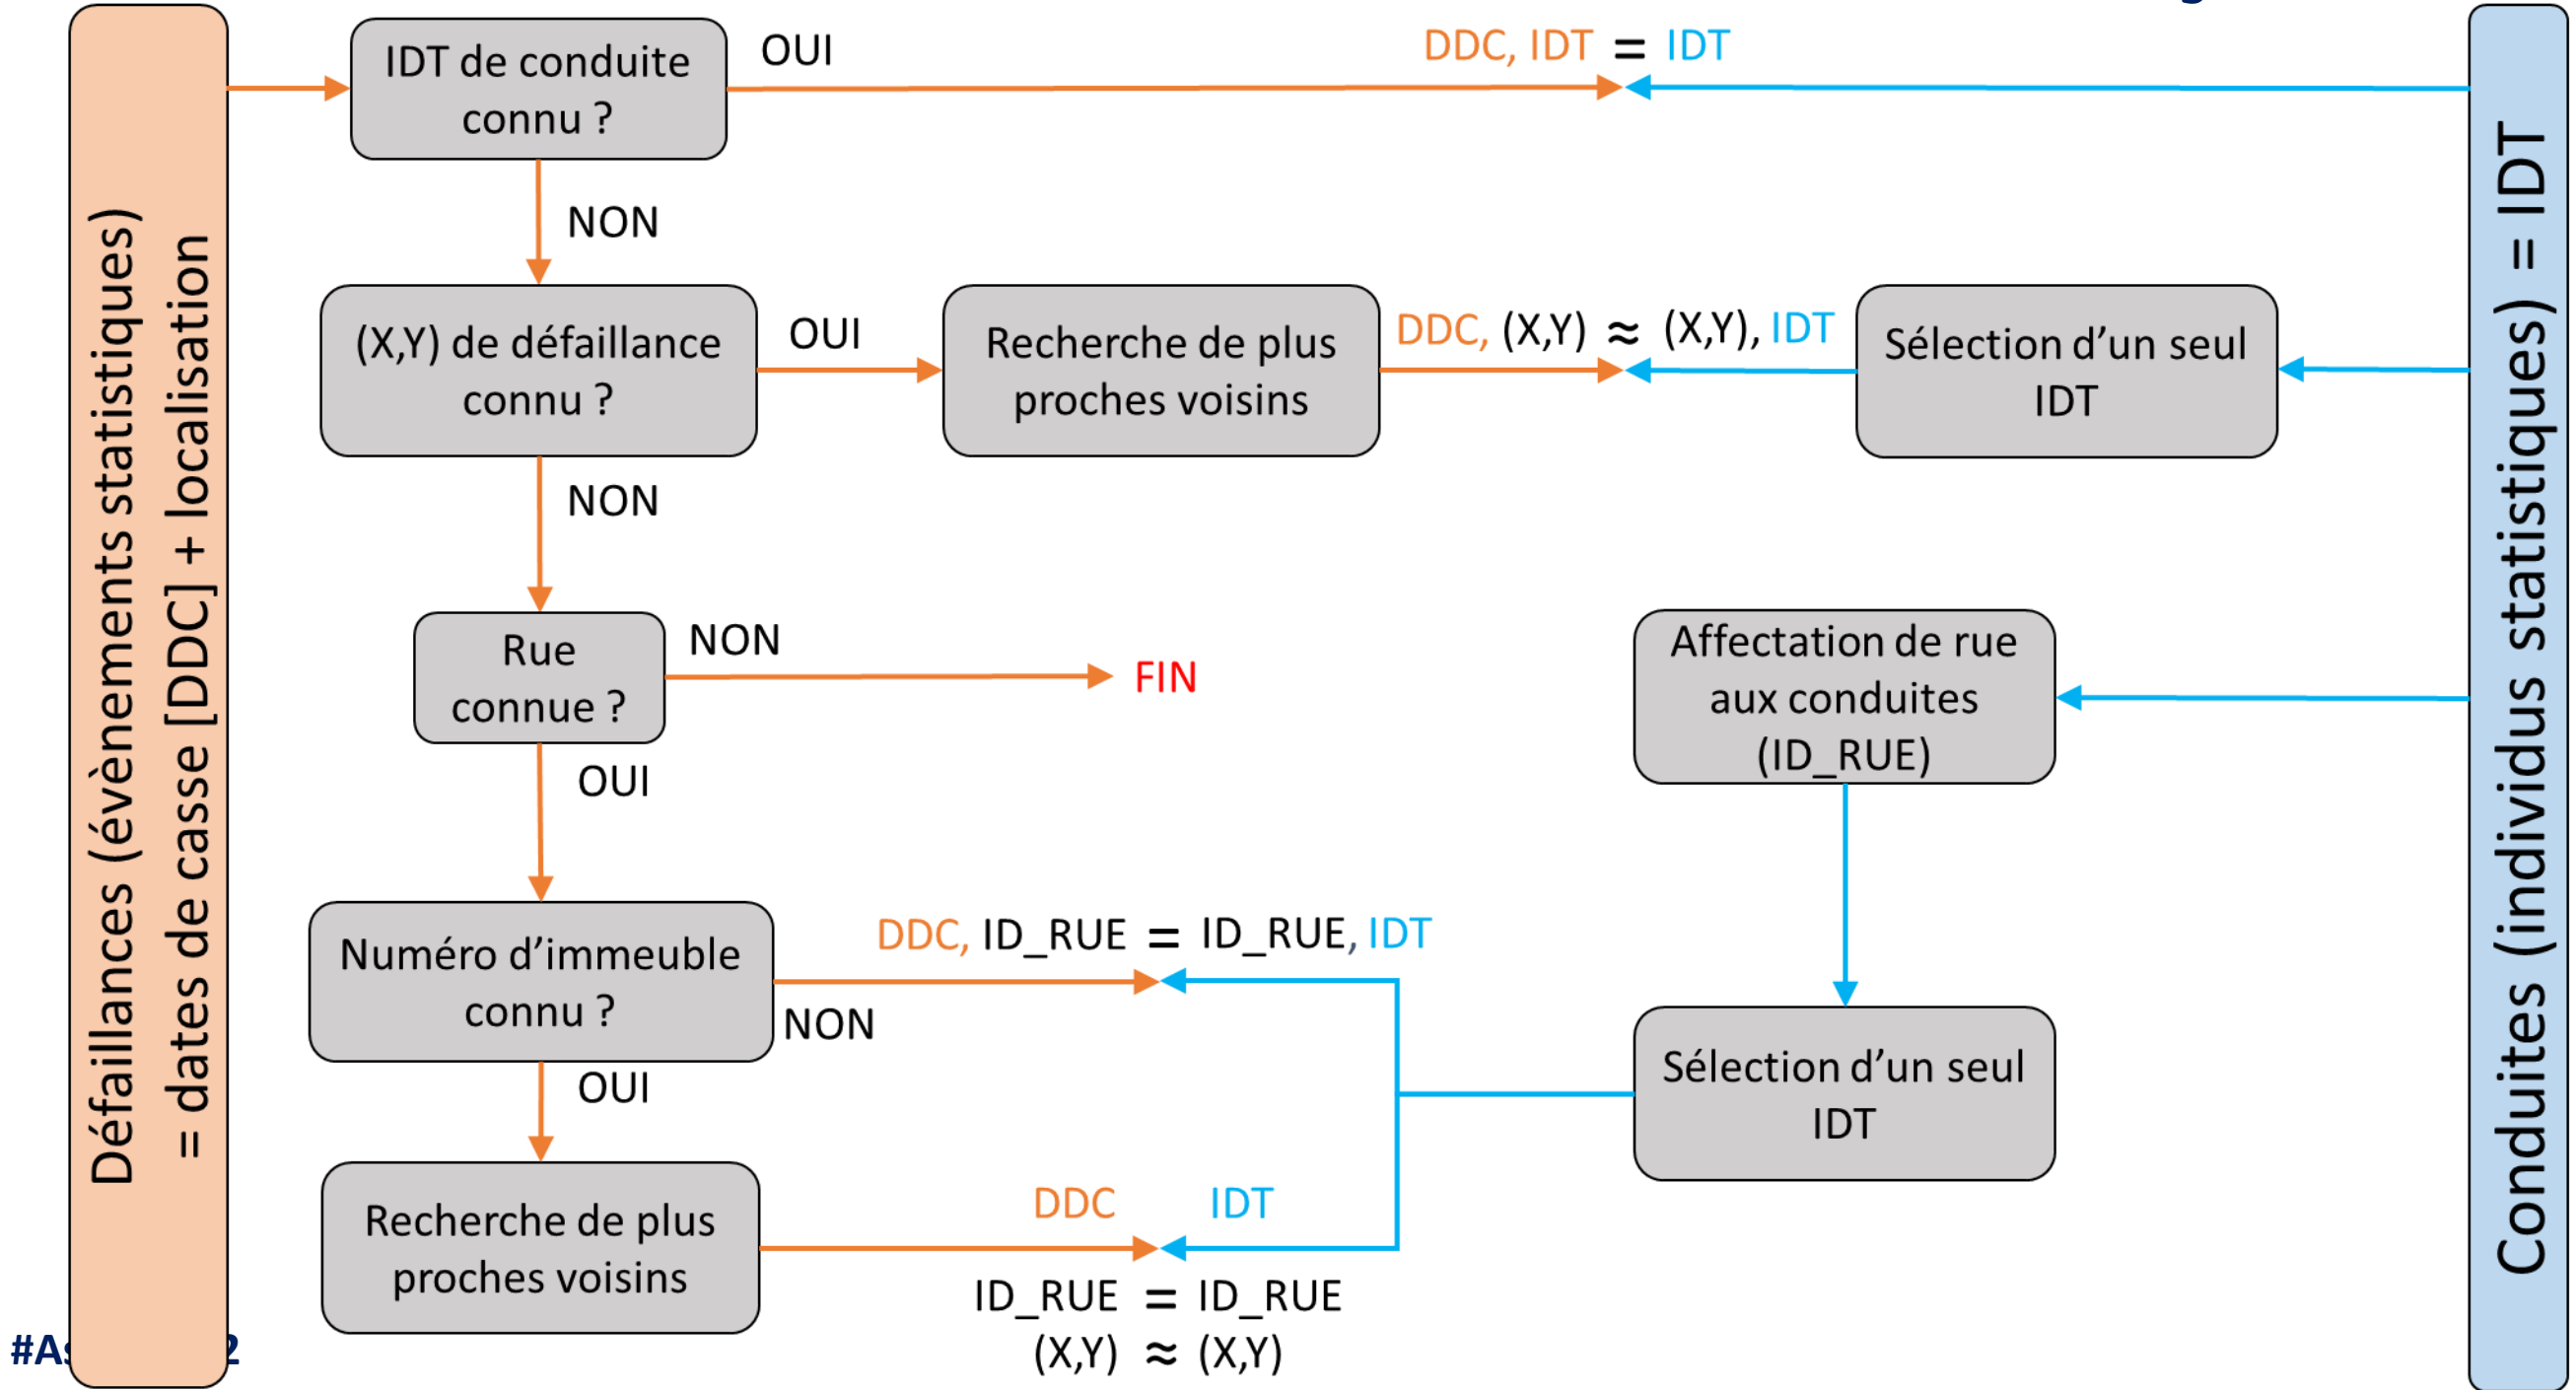 Défaillances (évènements statistiques)
= dates de casse [DDC] + localisation
IDT de conduite
connu ?
OUI
DDC, IDT = IDT
NON
(X,Y) de défaillance
connu ?
OUI
Recherche de plus
proches voisins
DDC, (X,Y) ≈ (X,Y), IDT
Sélection d’un seul
IDT
NON
Rue
connue ?
NON
FIN
Affectation de rue
aux conduites
(ID_RUE)
OUI
Numéro d’immeuble
connu ?
DDC, ID_RUE = ID_RUE, IDT
NON
Sélection d’un seul
IDT
OUI
Recherche de plus
proches voisins
DDC IDT
ID_RUE = ID_RUE
(X,Y) ≈ (X,Y)
Conduites (individus statistiques) = IDT